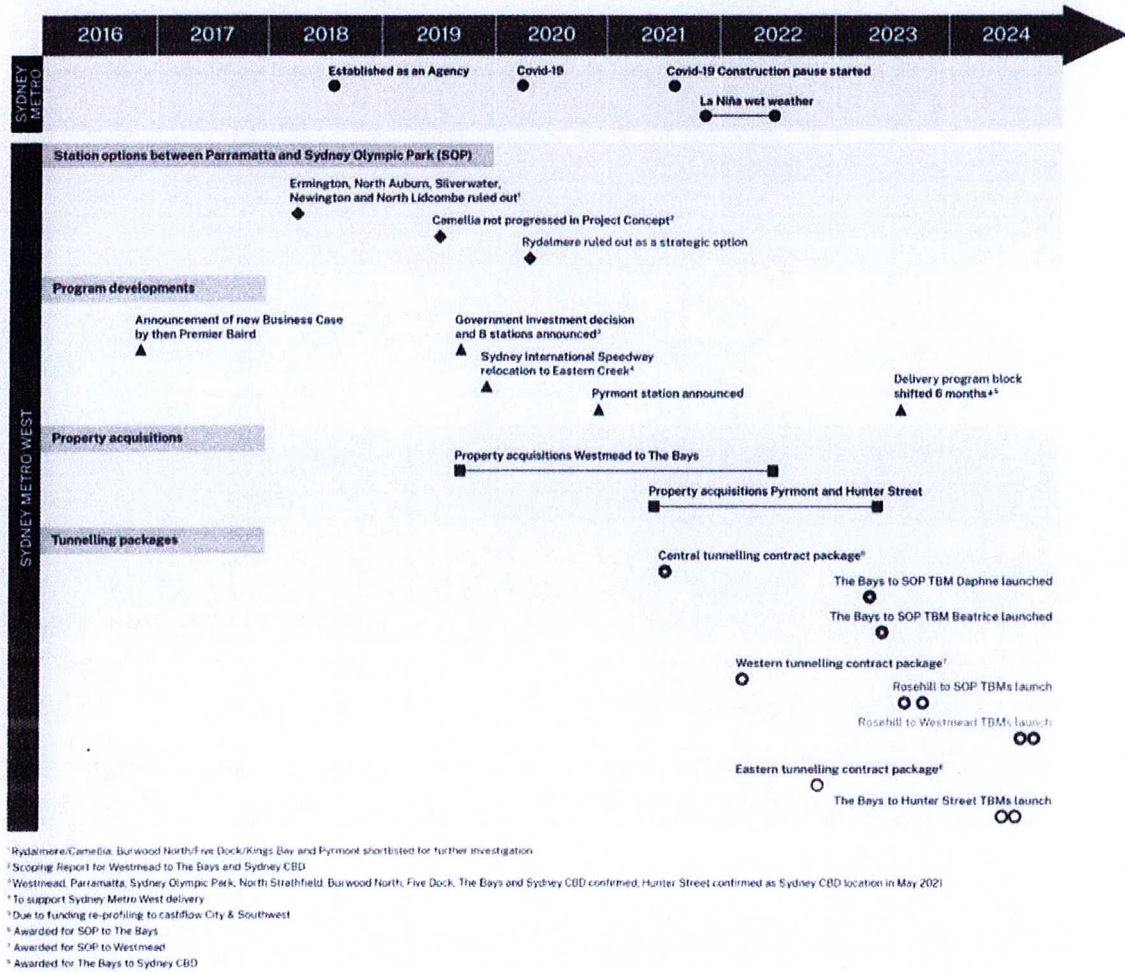 2016 2017 2018 2019 2020 2021 2022 2023 2024
SYDNEY
METRO
Established as an Agency
Covid-19
Covid-19 Construction pause started
La Niña wet weather
SYDNEY METRO WEST
Station options between Parramatta and Sydney Olympic Park (SOP)
Ermington, North Auburn, Silverwater,
Newington and North Lidcombe ruled out¹
Camellia not progressed in Project Concept²
Rydalmere ruled out as a strategic option
Program developments
Announcement of new Business Case
by then Premier Baird
Government investment decision
and 8 stations announced³
Sydney International Speedway
relocation to Eastern Creek⁴
Pyrmont station announced
Delivery program block
shifted 6 months+⁵
Property acquisitions
Property acquisitions Westmead to The Bays
Property acquisitions Pyrmont and Hunter Street
Tunnelling packages
Central tunnelling contract package⁶
The Bays to SOP TBM Daphne launched
The Bays to SOP TBM Beatrice launched
Western tunnelling contract package⁷
Rosehill to SOP TBMs launch
Rosehill to Westmead TBMs launch
Eastern tunnelling contract package⁸
The Bays to Hunter Street TBMs launch
¹ Rydalmere/Camellia, Burwood North/Five Dock/Kings Bay and Pyrmont shortlisted for further investigation
² Scoping Report for Westmead to The Bays and Sydney CBD
³ Westmead, Parramatta, Sydney Olympic Park, North Strathfield, Burwood North, Five Dock, The Bays and Sydney CBD confirmed, Hunter Street confirmed as Sydney CBD location in May 2021
⁴ To support Sydney Metro West delivery
⁵ Due to funding re-profiling to cashflow City & Southwest
⁶ Awarded for SOP to The Bays
⁷ Awarded for SOP to Westmead
⁸ Awarded for The Bays to Sydney CBD